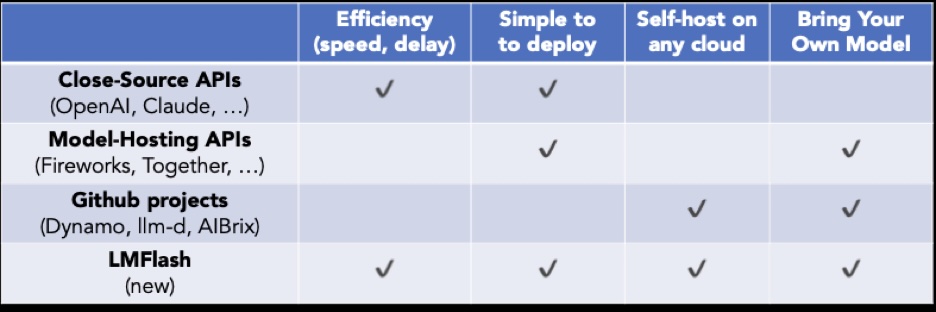 Efficiency
(speed, delay)
Simple to
to deploy
Self-host on
any cloud
Bring Your
Own Model
Close-Source APIs
(OpenAI, Claude, …)
✓ ✓
Model-Hosting APIs
(Fireworks, Together, …)
✓ ✓
Github projects
(Dynamo, llm-d, AIBrix)
✓ ✓
LMFlash
(new)
✓ ✓ ✓ ✓